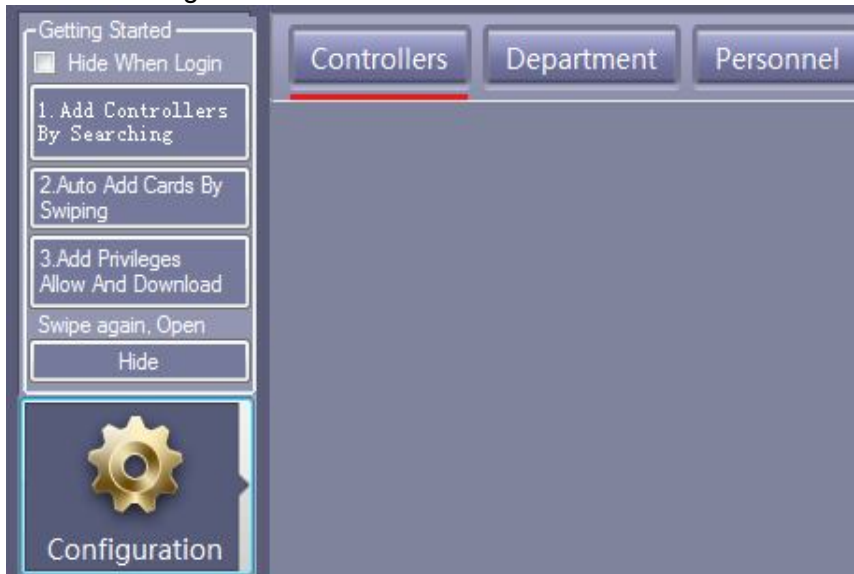 Getting Started
Hide When Login
1.Add Controllers
By Searching
2.Auto Add Cards By
Swiping
3.Add Privileges
Allow And Download
Swipe again, Open
Hide
Configuration
Controllers
Department
Personnel